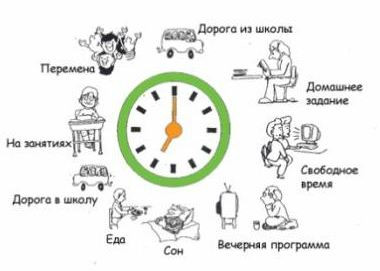 Дорога из школы
Перемена
Домашнее
задание
На занятиях
Свободное
время
Дорога в школу
Еда
Сон
Вечерняя программа